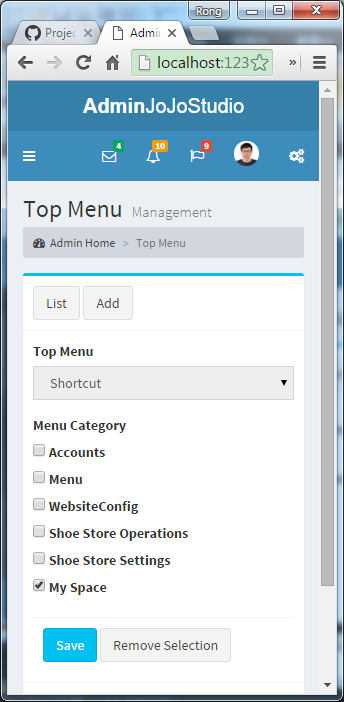 Rong
Projec
Admin
localhost:123
»
AdminJoJoStudio
4
10
9
Top Menu Management
Admin Home > Top Menu
List
Add
Top Menu
Shortcut
Menu Category
Accounts
Menu
WebsiteConfig
Shoe Store Operations
Shoe Store Settings
My Space
Save
Remove Selection